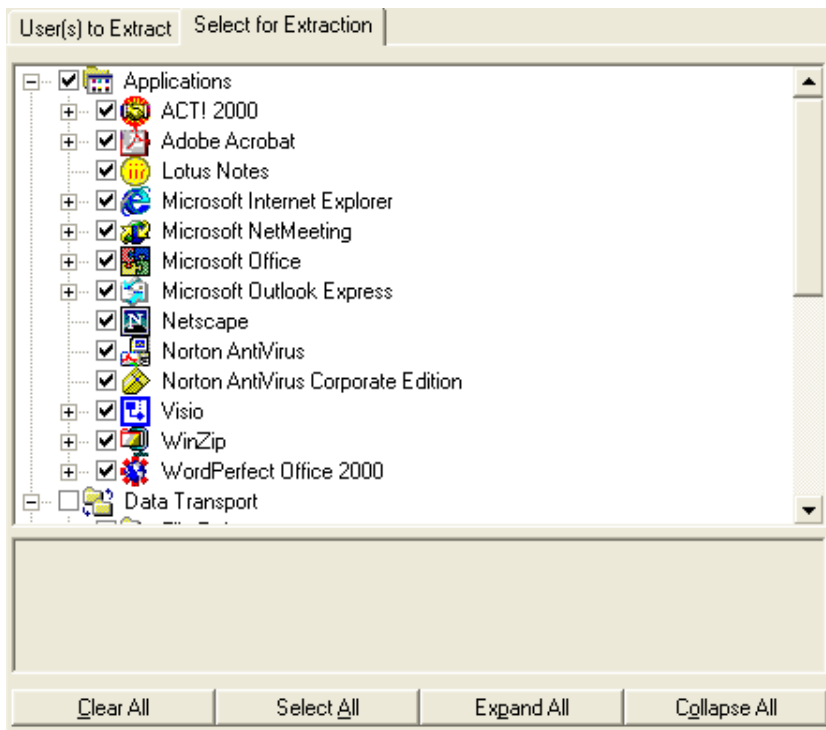 User(s) to Extract
Select for Extraction
Applications
ACT! 2000
Adobe Acrobat
Lotus Notes
Microsoft Internet Explorer
Microsoft NetMeeting
Microsoft Office
Microsoft Outlook Express
Netscape
Norton AntiVirus
Norton AntiVirus Corporate Edition
Visio
WinZip
WordPerfect Office 2000
Data Transport
Clear All
Select All
Expand All
Collapse All